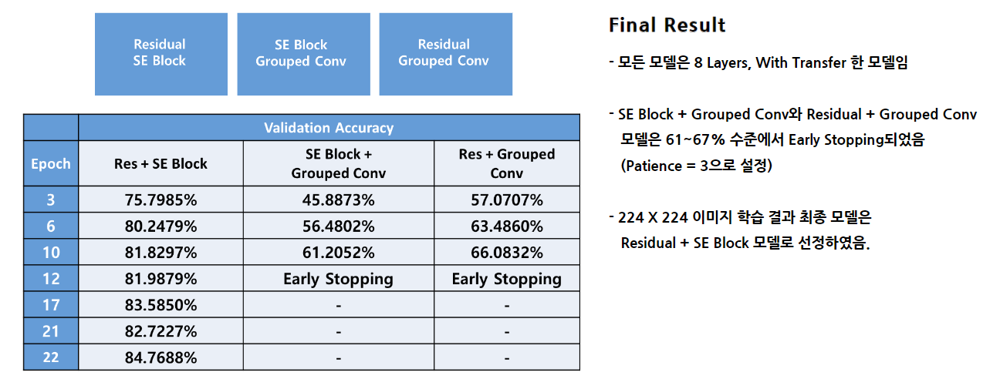 Residual
SE Block
SE Block
Grouped Conv
Residual
Grouped Conv
Validation Accuracy
Epoch
Res + SE Block
SE Block +
Grouped Conv
Res + Grouped
Conv
3 75.7985% 45.8873% 57.0707%
6 80.2479% 56.4802% 63.4860%
10 81.8297% 61.2052% 66.0832%
12 81.9879% Early Stopping Early Stopping
17 83.5850% - -
21 82.7227% - -
22 84.7688% - -
Final Result
- 모든 모델은 8 Layers, With Transfer 한 모델임
- SE Block + Grouped Conv와 Residual + Grouped Conv
모델은 61~67% 수준에서 Early Stopping되었음
(Patience = 3으로 설정)
- 224 X 224 이미지 학습 결과 최종 모델은
Residual + SE Block 모델로 선정하였음.